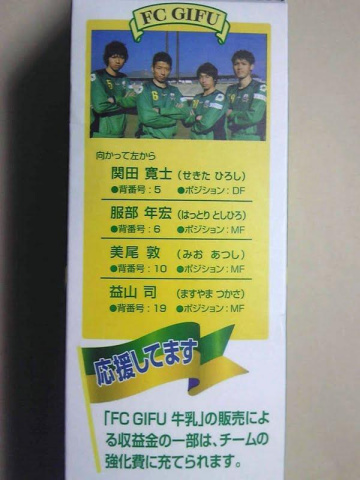 FC GIFU
向かって左から
関田 寛士(せきた ひろし)
●背番号:5 ●ポジション:DF
服部 年宏(はっとり としひろ)
●背番号:6 ●ポジション:MF
美尾 敦(みお あつし)
●背番号:10 ●ポジション:MF
益山 司(ますやま つかさ)
●背番号:19 ●ポジション:MF
応援してます
「FC GIFU 牛乳」の販売によ
る収益金の一部は、チームの
強化費に充てられます。